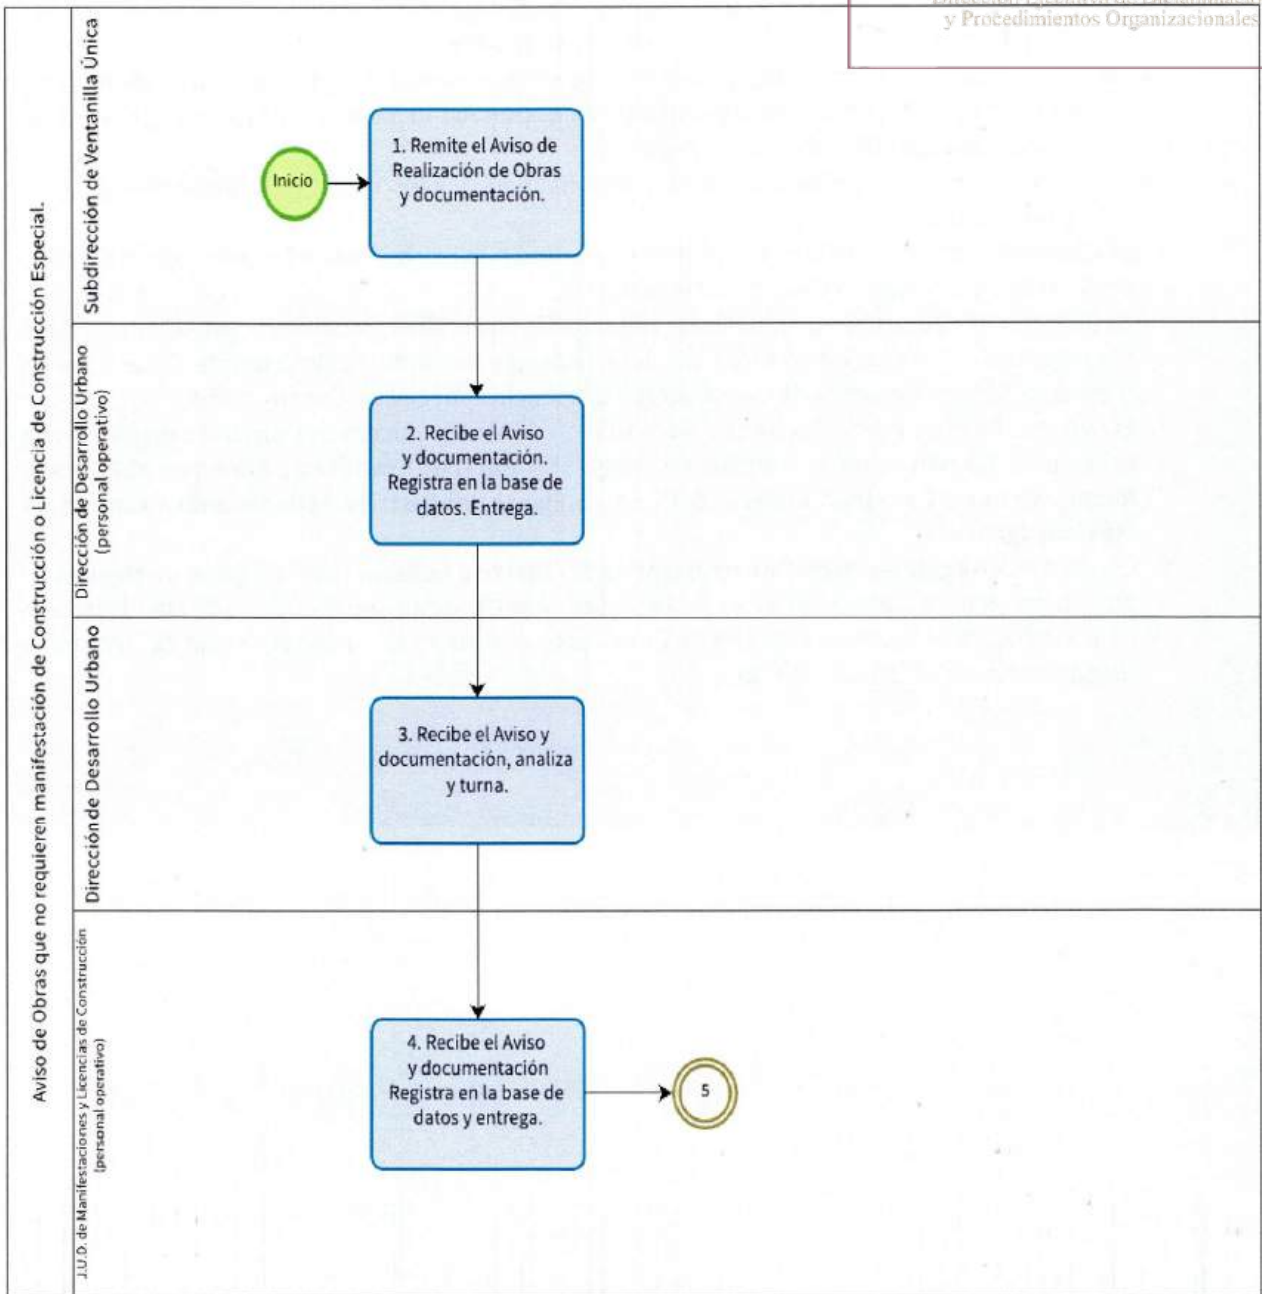 y Procedimientos Organizacionales
Aviso de Obras que no requieren manifestación de Construcción o Licencia de Construcción Especial.
Subdirección de Ventanilla Única
Inicio
1. Remite el Aviso de
Realización de Obras
y documentación.
Dirección de Desarrollo Urbano
(personal operativo)
2. Recibe el Aviso
y documentación.
Registra en la base de
datos. Entrega.
Dirección de Desarrollo Urbano
3. Recibe el Aviso y
documentación, analiza
y turna.
J.U.D. de Manifestaciones y Licencias de Construcción
(personal operativo)
4. Recibe el Aviso
y documentación
Registra en la base de
datos y entrega.
5